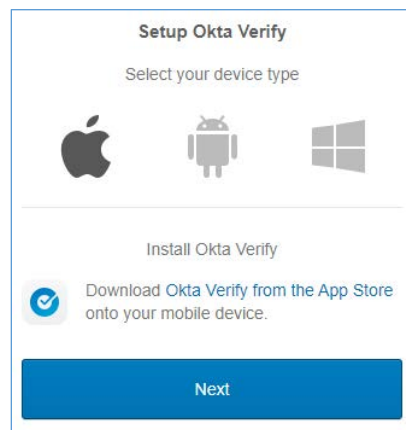 Setup Okta Verify
Select your device type
Install Okta Verify
Download Okta Verify from the App Store
onto your mobile device.
Next